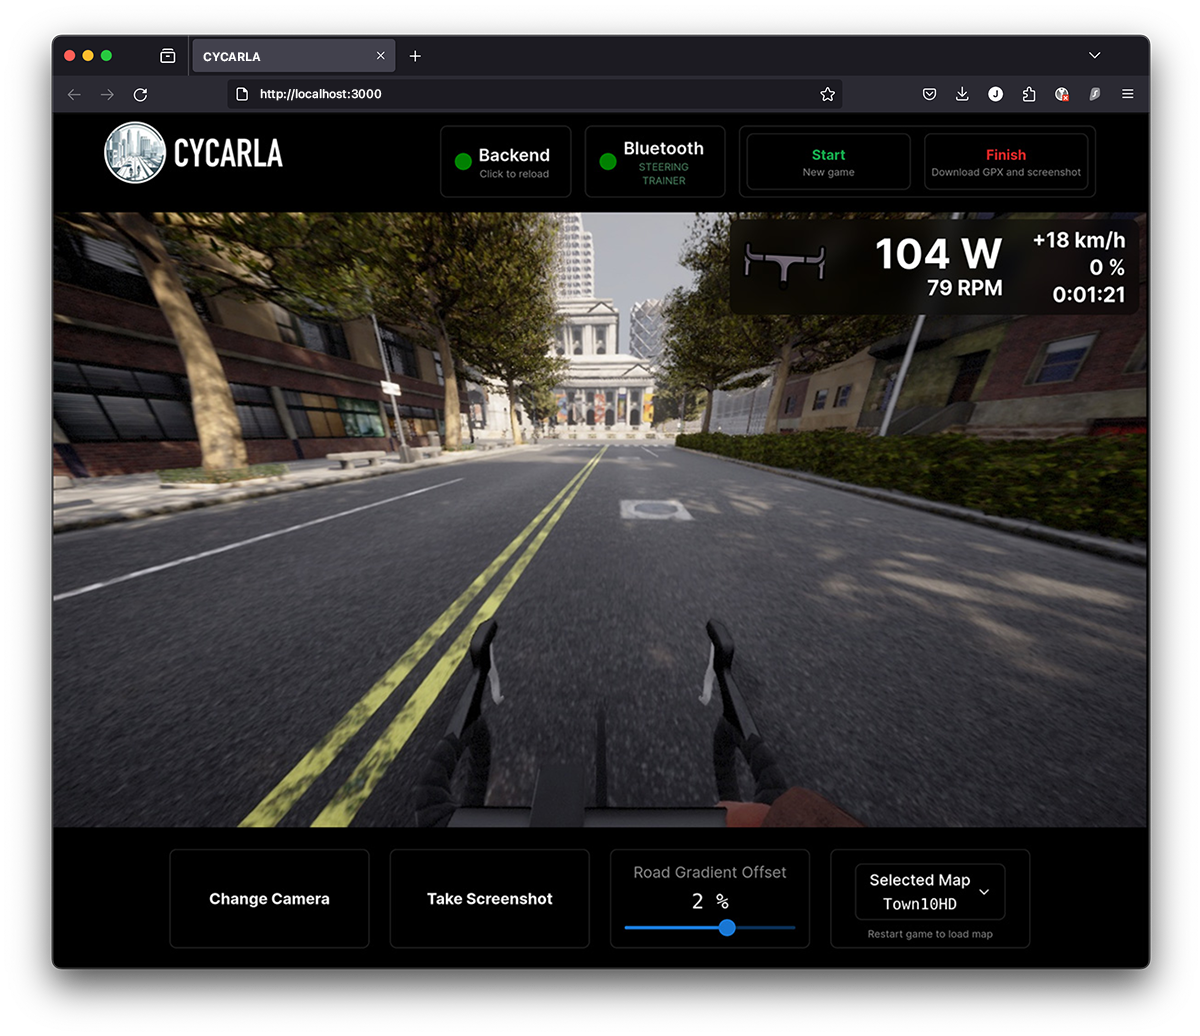 CYCARLA
http://localhost:3000
CYCARLA
Backend
Click to reload
Bluetooth
STEERING
TRAINER
Start
New game
Finish
Download GPX and screenshot
104 W
79 RPM
+18 km/h
0 %
0:01:21
Change Camera
Take Screenshot
Road Gradient Offset
2 %
Selected Map
Town10HD
Restart game to load map